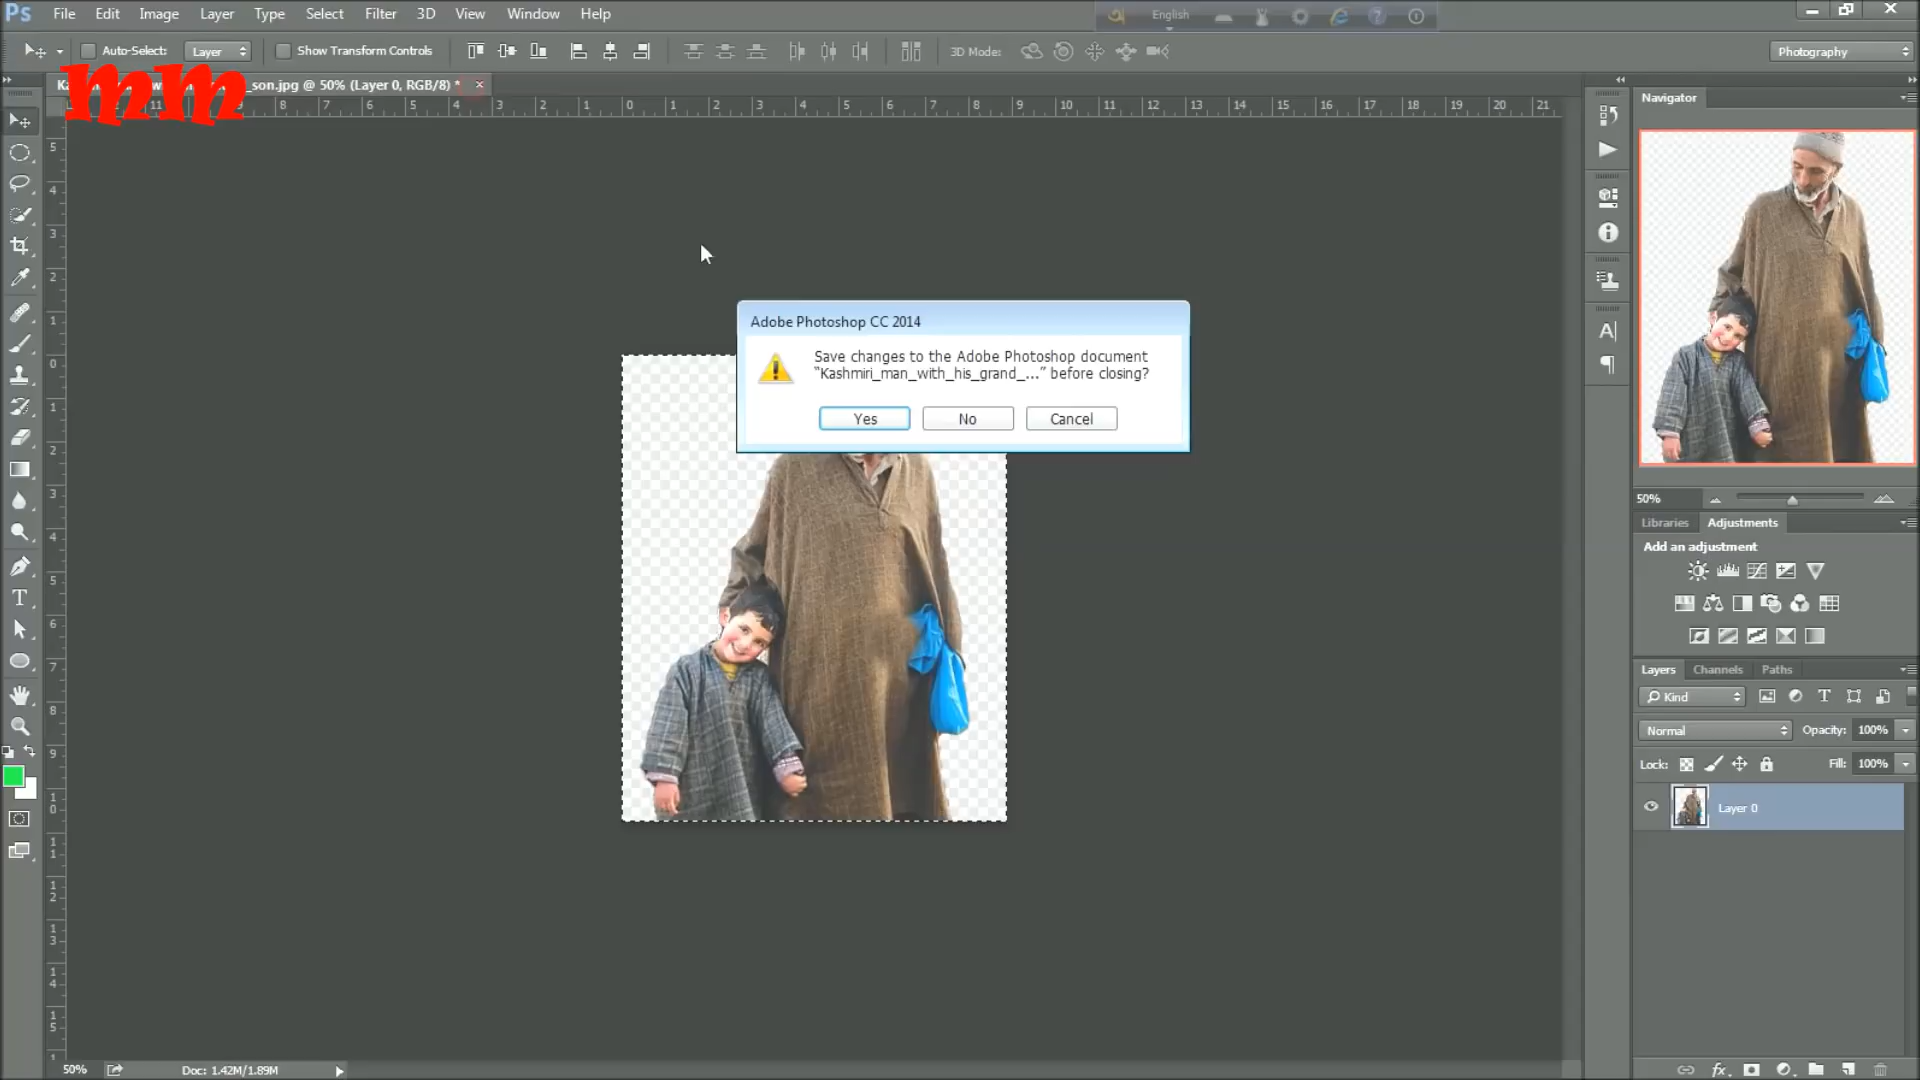 Ps File Edit Image Layer Type Select Filter 3D View Window Help
English
Auto-Select: Layer Show Transform Controls 3D Mode: Photography
mm
_son.jpg @ 50% (Layer 0, RGB/8) * ×
Navigator
Adobe Photoshop CC 2014
Save changes to the Adobe Photoshop document
“Kashmiri_man_with_his_grand_...” before closing?
Yes No Cancel
50%
Libraries Adjustments
Add an adjustment
Layers Channels Paths
Kind
Normal Opacity: 100%
Lock: Fill: 100%
Layer 0
50% Doc: 1.42M/1.89M